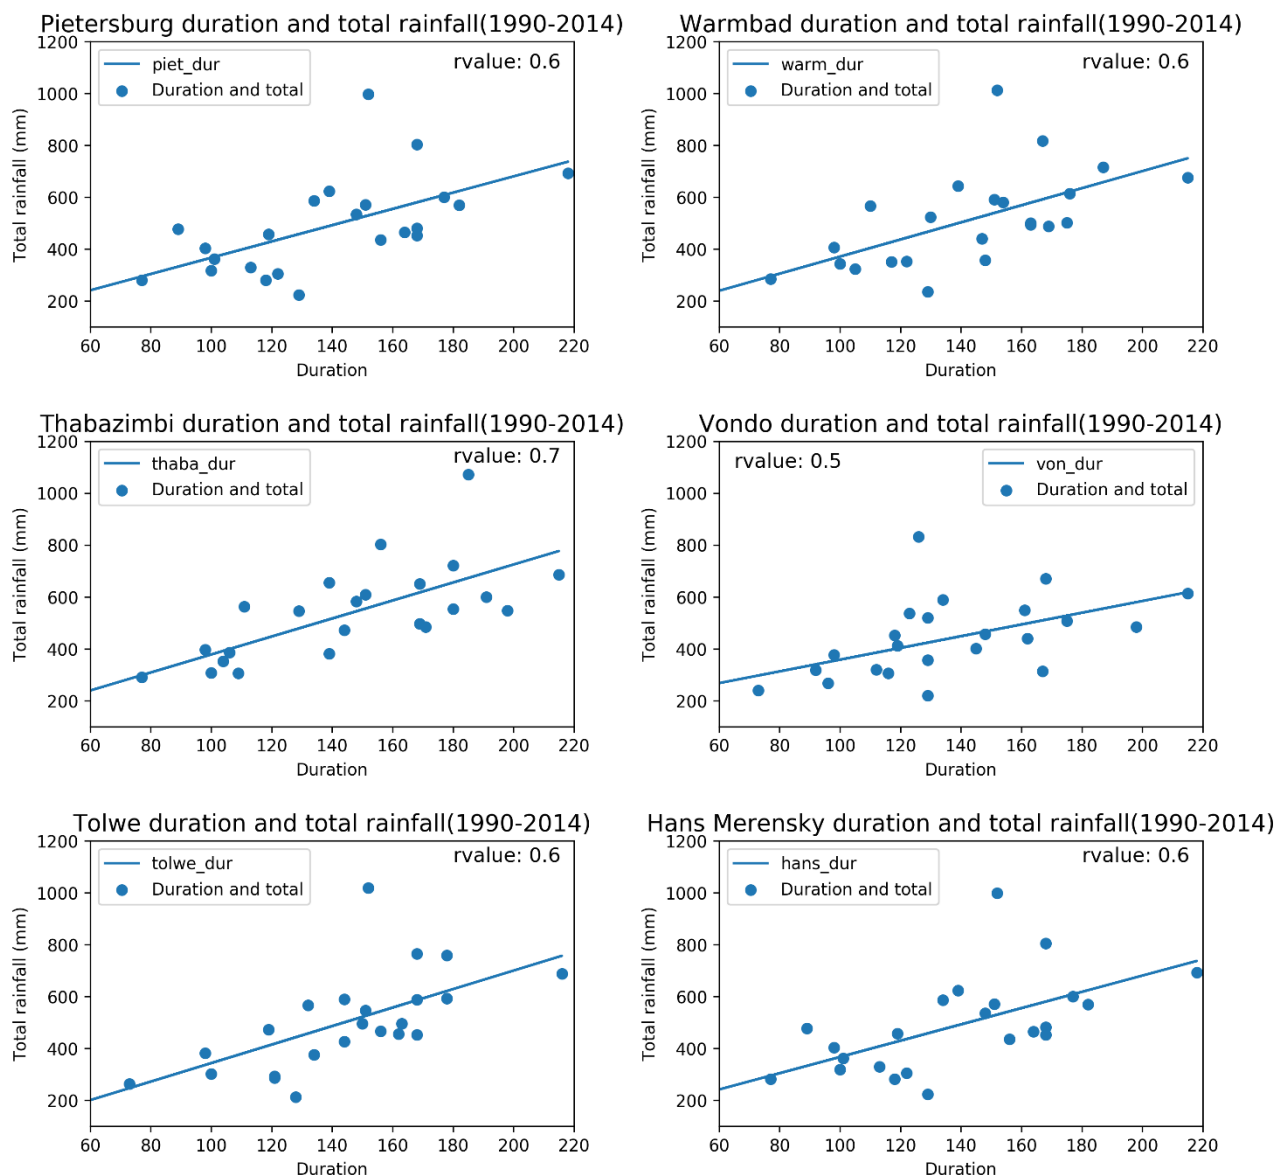 Pietersburg duration and total rainfall(1990-2014)
1200
1000
800
600
400
200
Total rainfall (mm)
piet_dur
Duration and total
rvalue: 0.6
60 80 100 120 140 160 180 200 220
Duration
Warmbad duration and total rainfall(1990-2014)
1200
1000
800
600
400
200
Total rainfall (mm)
warm_dur
Duration and total
rvalue: 0.6
60 80 100 120 140 160 180 200 220
Duration
Thabazimbi duration and total rainfall(1990-2014)
1200
1000
800
600
400
200
Total rainfall (mm)
thaba_dur
Duration and total
rvalue: 0.7
60 80 100 120 140 160 180 200 220
Duration
Vondo duration and total rainfall(1990-2014)
1200
1000
800
600
400
200
Total rainfall (mm)
rvalue: 0.5
von_dur
Duration and total
60 80 100 120 140 160 180 200 220
Duration
Tolwe duration and total rainfall(1990-2014)
1200
1000
800
600
400
200
Total rainfall (mm)
tolwe_dur
Duration and total
rvalue: 0.6
60 80 100 120 140 160 180 200 220
Duration
Hans Merensky duration and total rainfall(1990-2014)
1200
1000
800
600
400
200
Total rainfall (mm)
hans_dur
Duration and total
rvalue: 0.6
60 80 100 120 140 160 180 200 220
Duration